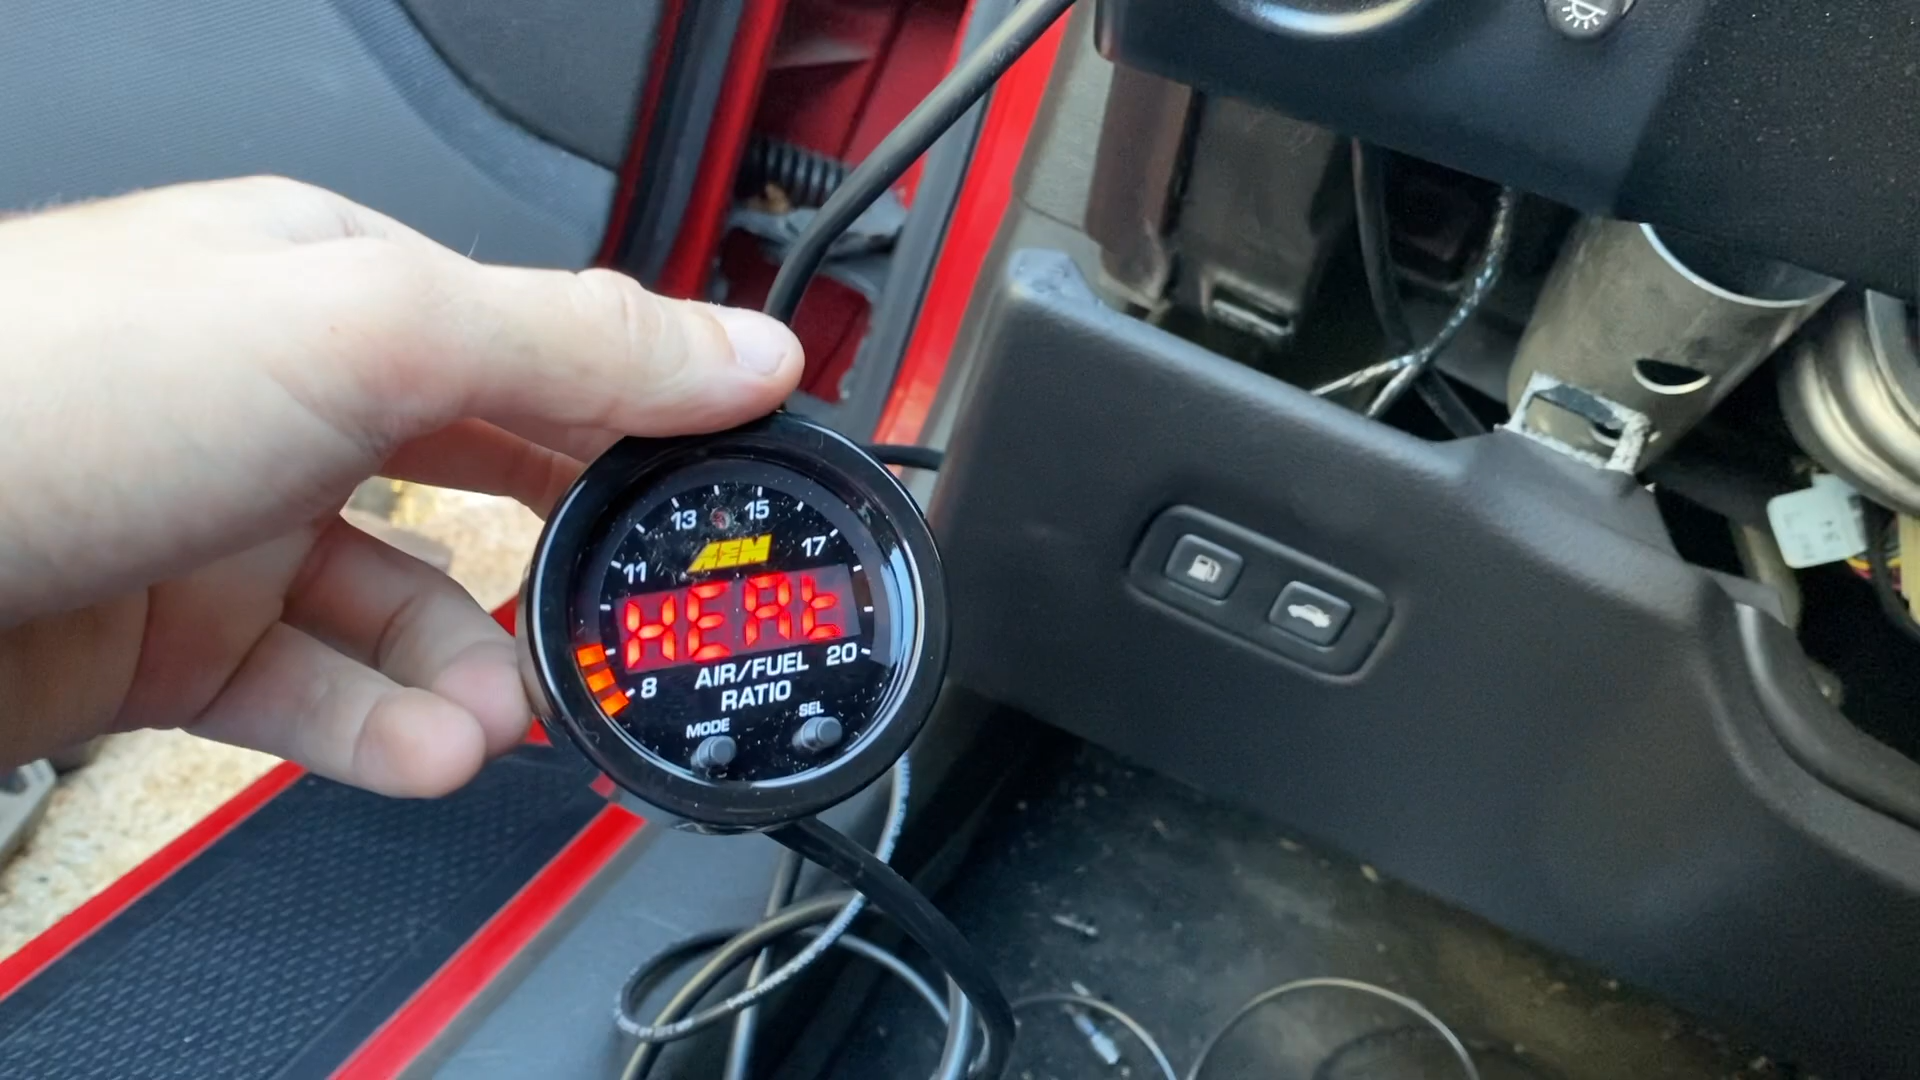 13 15
11 17
AEM
HEAt
8 AIR/FUEL 20
RATIO
MODE SEL